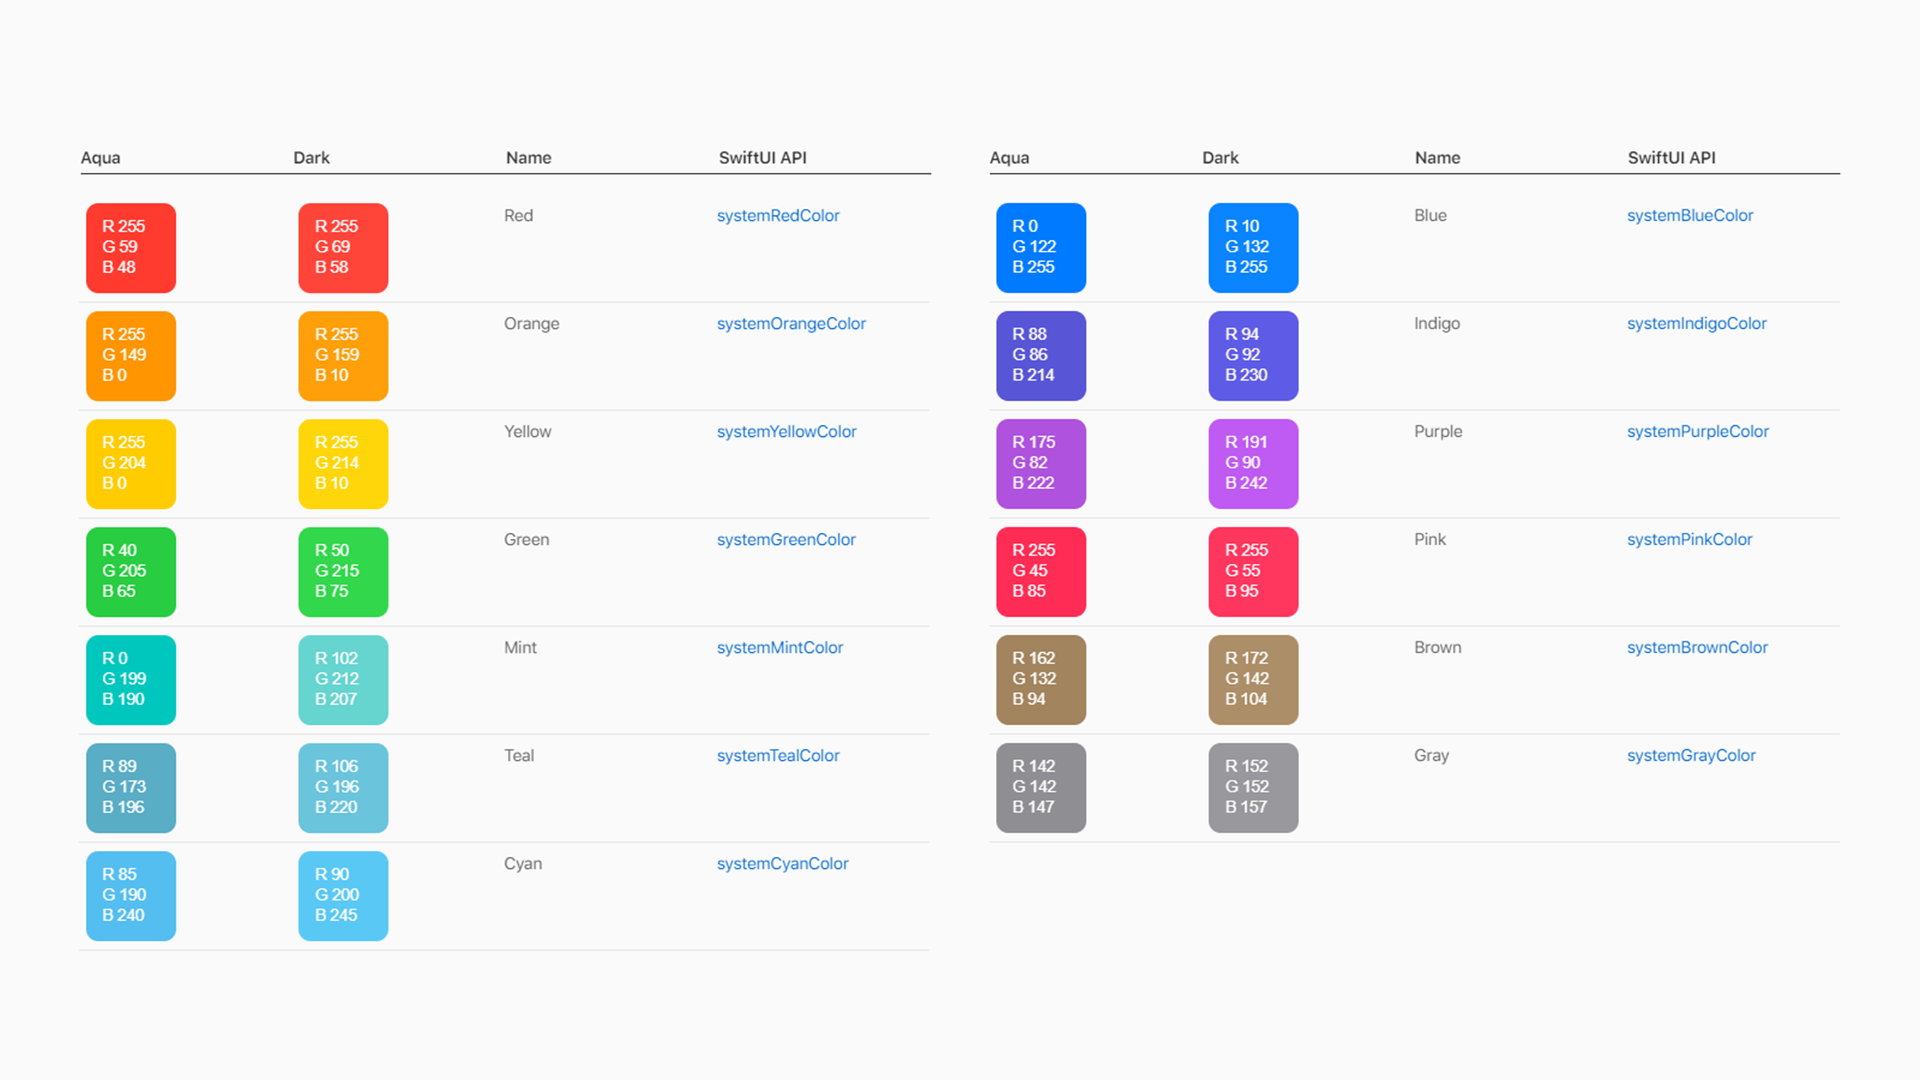 Aqua Dark Name SwiftUI API
R 255
G 59
B 48
R 255
G 69
B 58
Red
systemRedColor
R 255
G 149
B 0
R 255
G 159
B 10
Orange
systemOrangeColor
R 255
G 204
B 0
R 255
G 214
B 10
Yellow
systemYellowColor
R 40
G 205
B 65
R 50
G 215
B 75
Green
systemGreenColor
R 0
G 199
B 190
R 102
G 212
B 207
Mint
systemMintColor
R 89
G 173
B 196
R 106
G 196
B 220
Teal
systemTealColor
R 85
G 190
B 240
R 90
G 200
B 245
Cyan
systemCyanColor
Aqua Dark Name SwiftUI API
R 0
G 122
B 255
R 10
G 132
B 255
Blue
systemBlueColor
R 88
G 86
B 214
R 94
G 92
B 230
Indigo
systemIndigoColor
R 175
G 82
B 222
R 191
G 90
B 242
Purple
systemPurpleColor
R 255
G 45
B 85
R 255
G 55
B 95
Pink
systemPinkColor
R 162
G 132
B 94
R 172
G 142
B 104
Brown
systemBrownColor
R 142
G 142
B 147
R 152
G 152
B 157
Gray
systemGrayColor